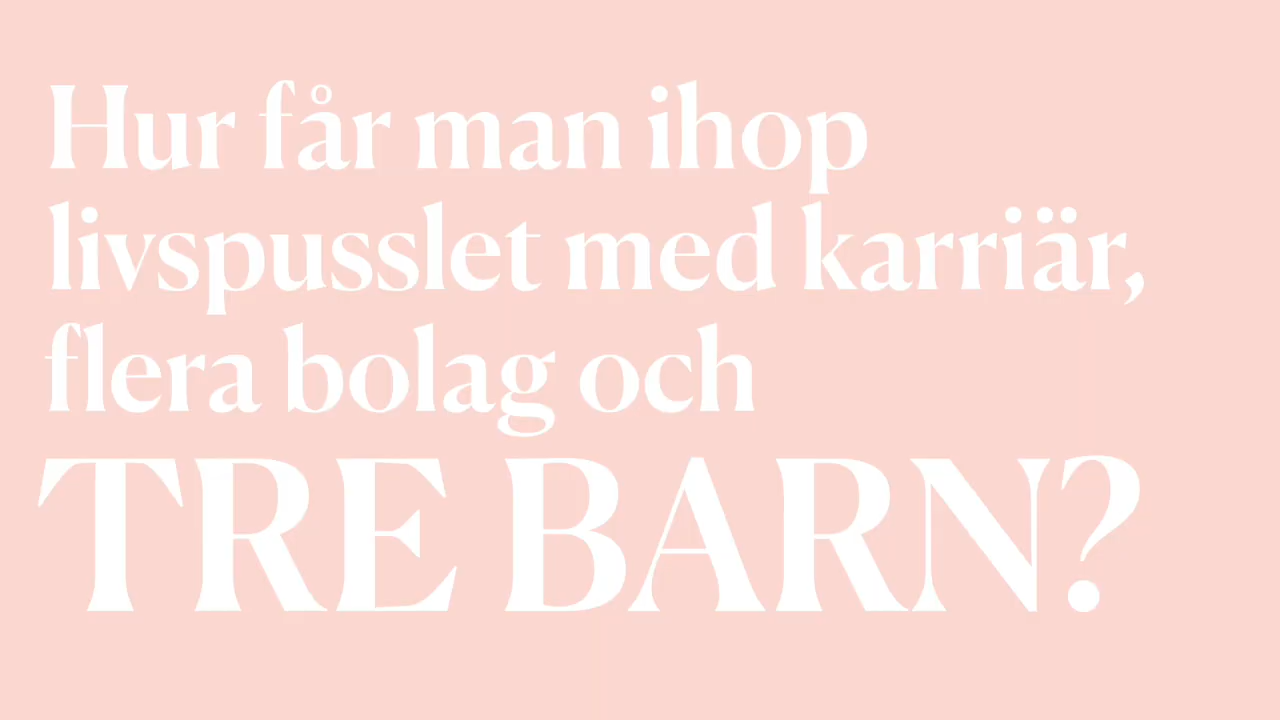 Hur får man ihop
livspusslet med karriär,
flera bolag och
TRE BARN?